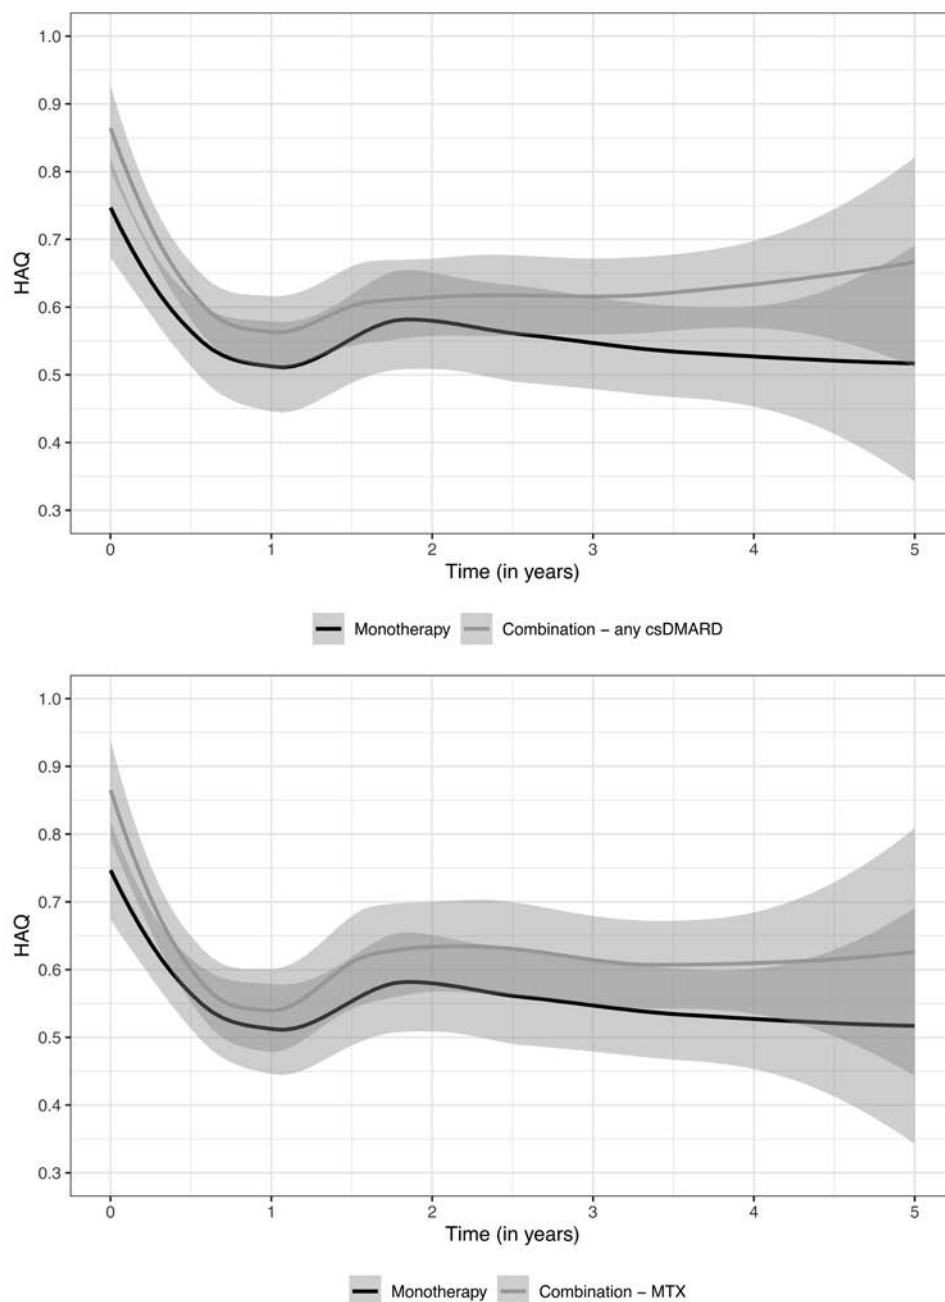 1.0
0.9
0.8
0.7
HAQ
0.6
0.5
0.4
0.3
0 1 2 3 4 5
Time (in years)
Monotherapy Combination – any csDMARD
1.0
0.9
0.8
0.7
HAQ
0.6
0.5
0.4
0.3
0 1 2 3 4 5
Time (in years)
Monotherapy Combination – MTX